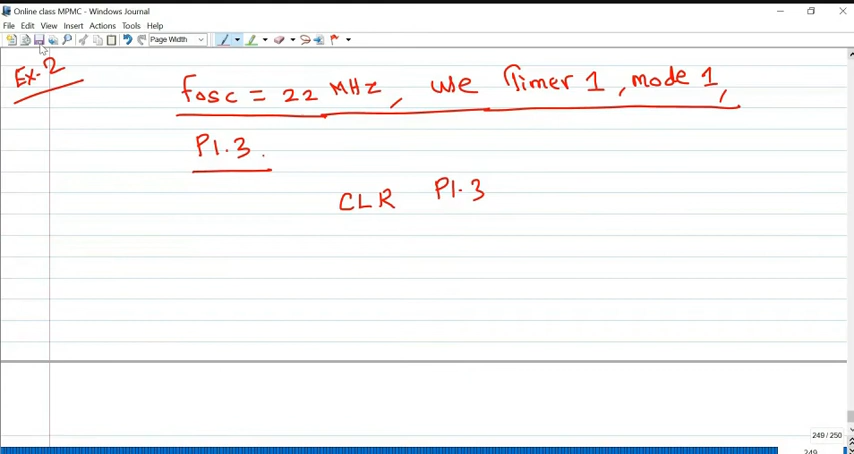 Online class MPMC - Windows Journal
File Edit View Insert Actions Tools Help
Page Width
Ex-2
fosc = 22 MHz, use Timer 1, mode 1,
P1.3.
CLR P1.3
249 / 250
249